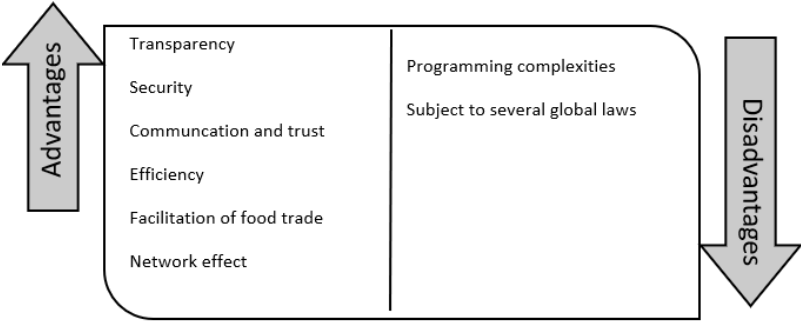 Advantages
Transparency
Security
Communcation and trust
Efficiency
Facilitation of food trade
Network effect
Programming complexities
Subject to several global laws
Disadvantages